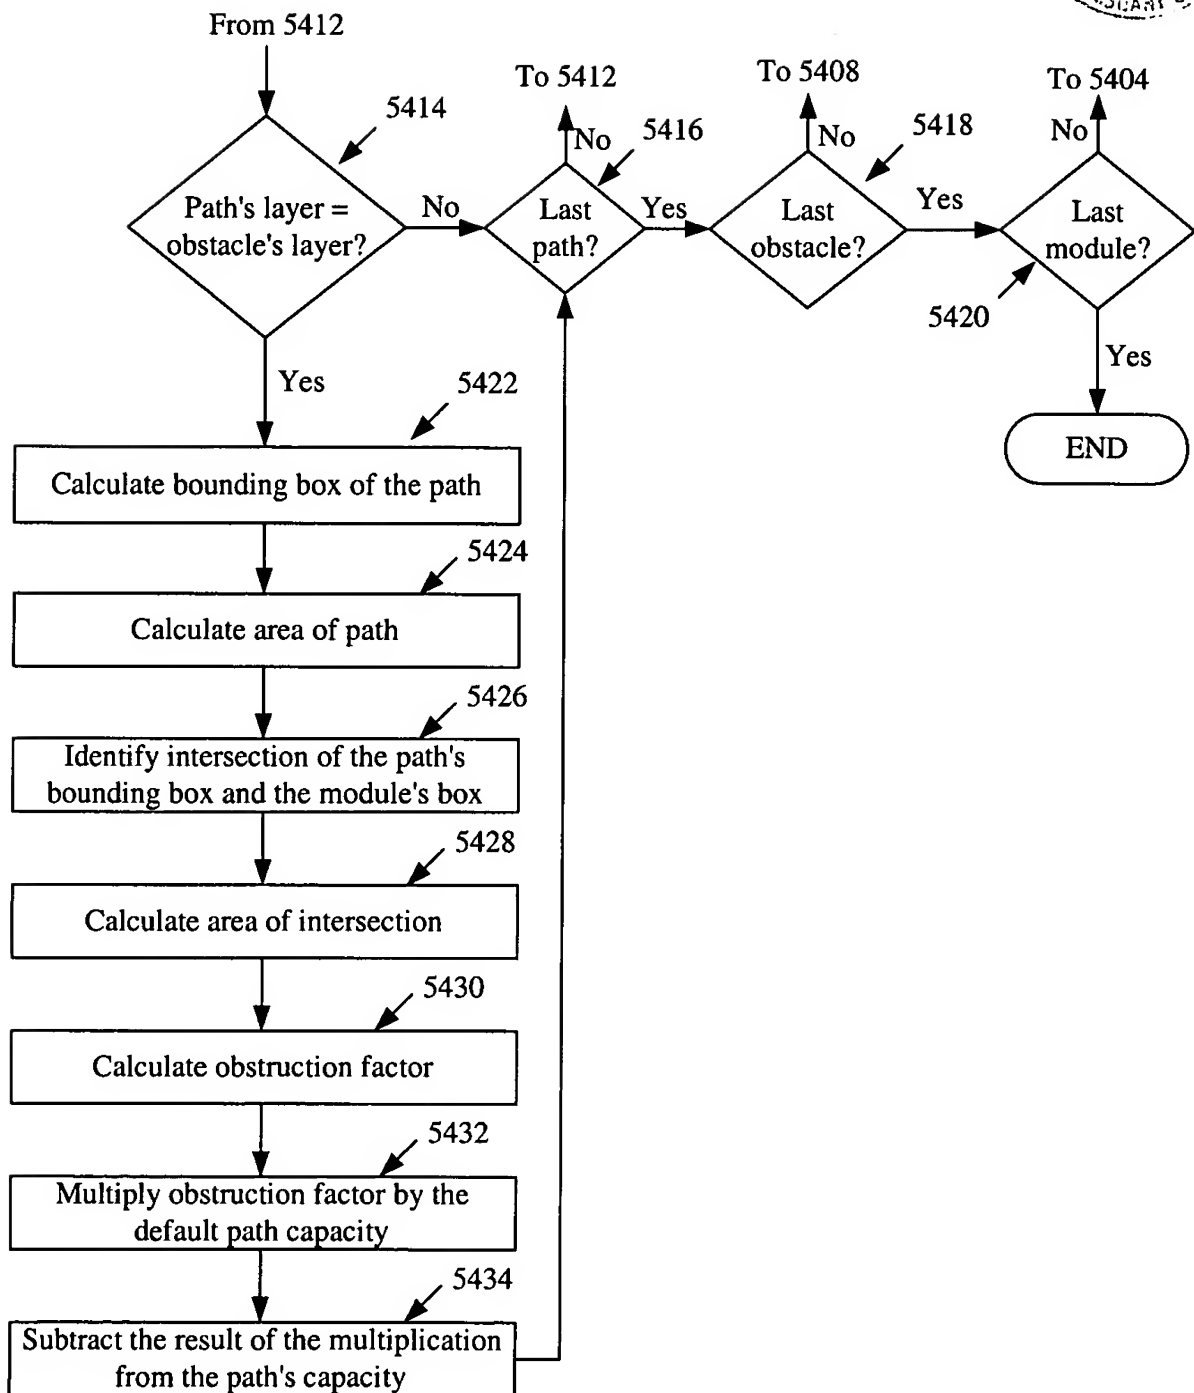 From 5412
5414
Path's layer =
obstacle's layer?
No
Yes
To 5412
No
5416
Last
path?
Yes
To 5408
No
5418
Last
obstacle?
Yes
To 5404
No
Last
module?
5420
Yes
END
5422
Calculate bounding box of the path
5424
Calculate area of path
5426
Identify intersection of the path's
bounding box and the module's box
5428
Calculate area of intersection
5430
Calculate obstruction factor
5432
Multiply obstruction factor by the
default path capacity
5434
Subtract the result of the multiplication
from the path's capacity